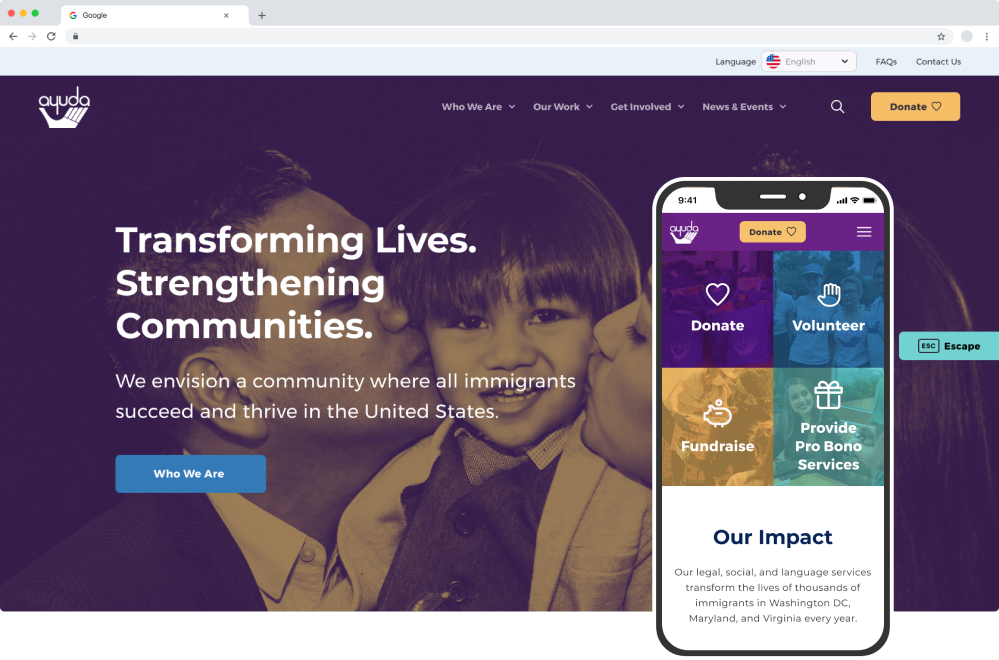 Google
Language English FAQs Contact Us
ayuda
Who We Are Our Work Get Involved News & Events Donate
Transforming Lives.
Strengthening
Communities.
We envision a community where all immigrants
succeed and thrive in the United States.
Who We Are
9:41
ayuda Donate
Donate
Volunteer
Fundraise
Provide
Pro Bono
Services
Our Impact
Our legal, social, and language services
transform the lives of thousands of
immigrants in Washington DC,
Maryland, and Virginia every year.
ESC Escape